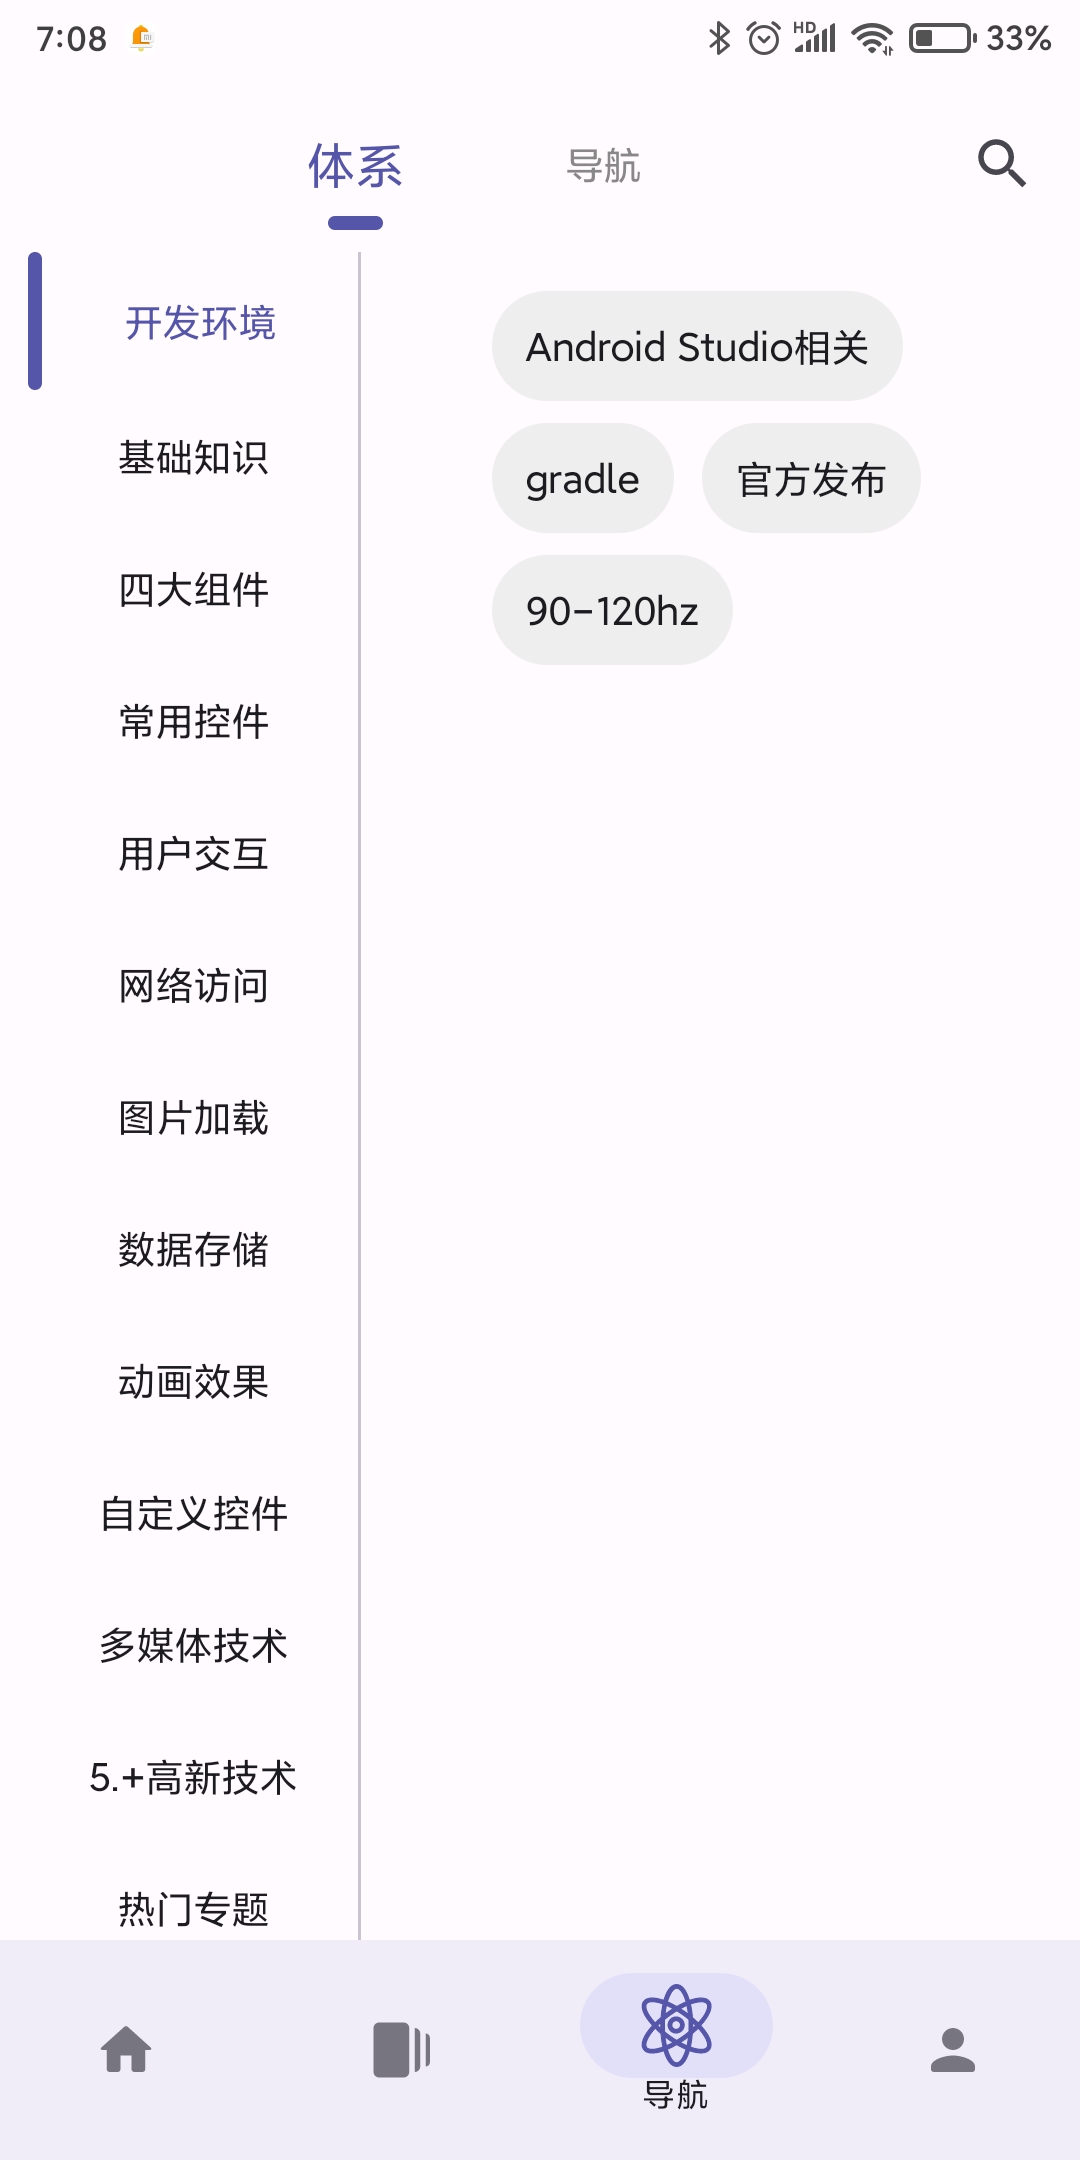 7:08 HD 33%
体系 导航
开发环境
基础知识
四大组件
常用控件
用户交互
网络访问
图片加载
数据存储
动画效果
自定义控件
多媒体技术
5.+高新技术
热门专题
Android Studio相关
gradle 官方发布
90-120hz
导航